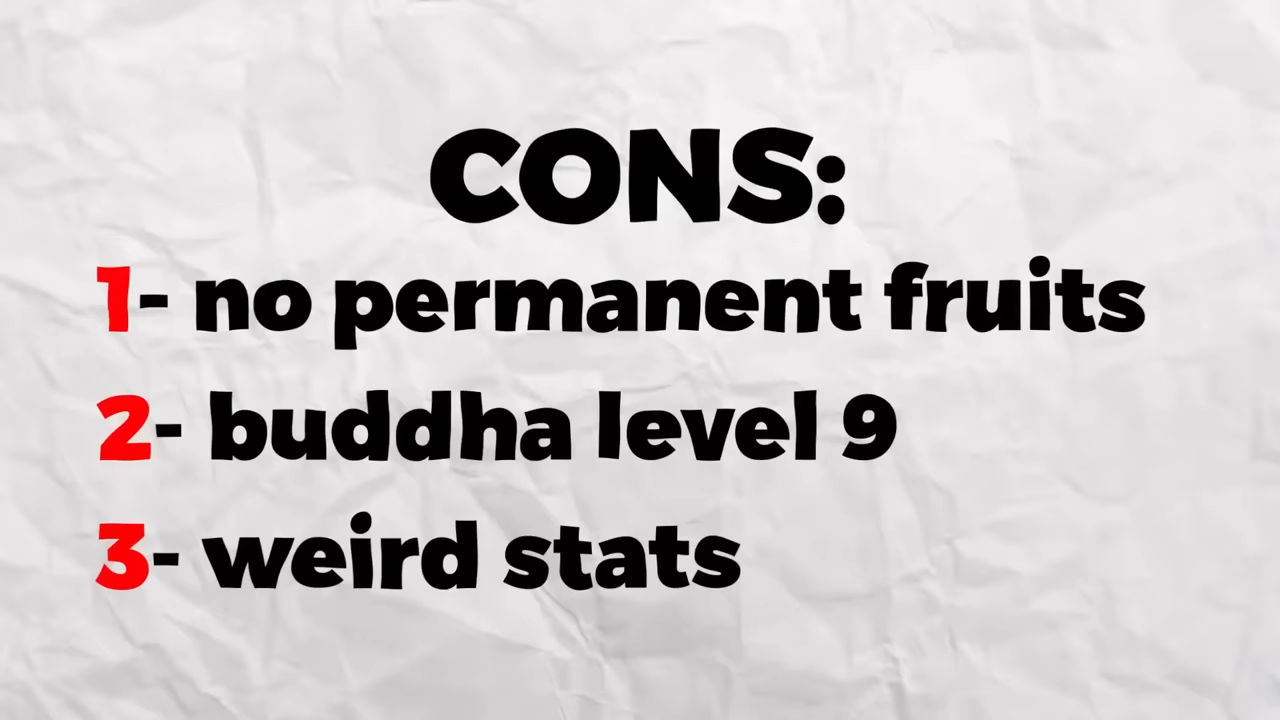 CONS:
1- no permanent fruits
2- buddha level 9
3- weird stats